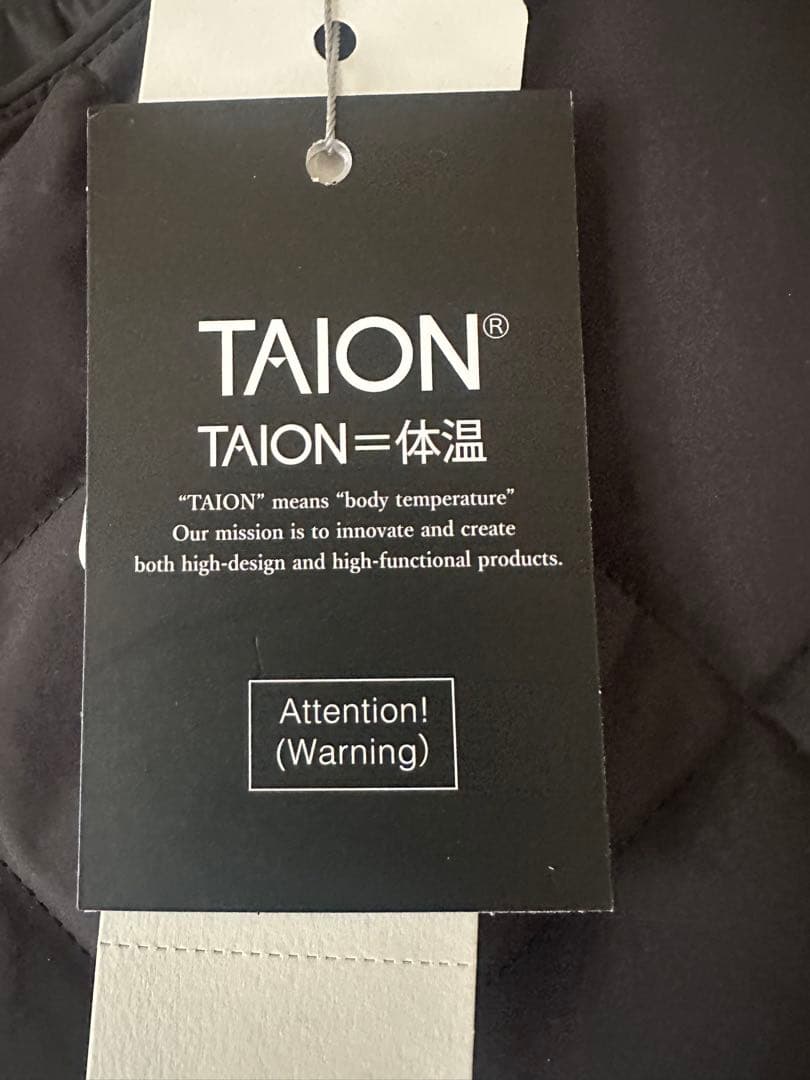 TAION®
TAION=体温
“TAION” means “body temperature”
Our mission is to innovate and create
both high-design and high-functional products.
Attention!
(Warning)